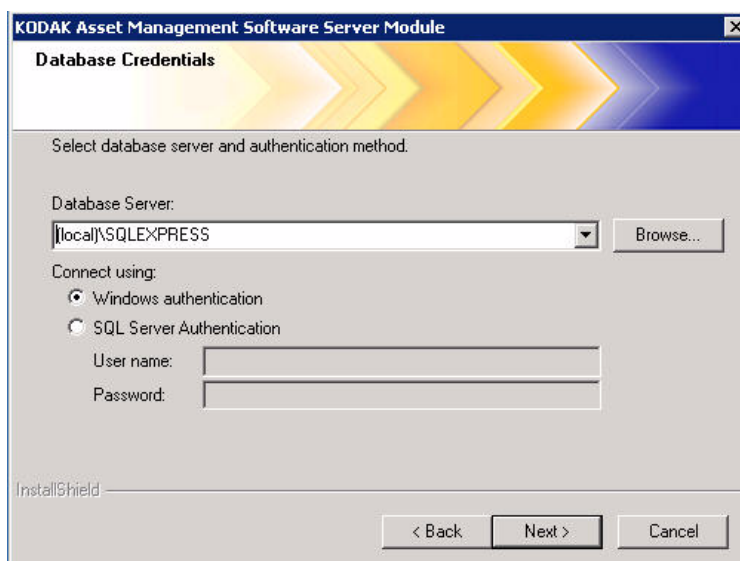 KODAK Asset Management Software Server Module
Database Credentials
Select database server and authentication method.
Database Server:
(local)\SQLEXPRESS
Browse...
Connect using:
Windows authentication
SQL Server Authentication
User name:
Password:
InstallShield
< Back
Next >
Cancel